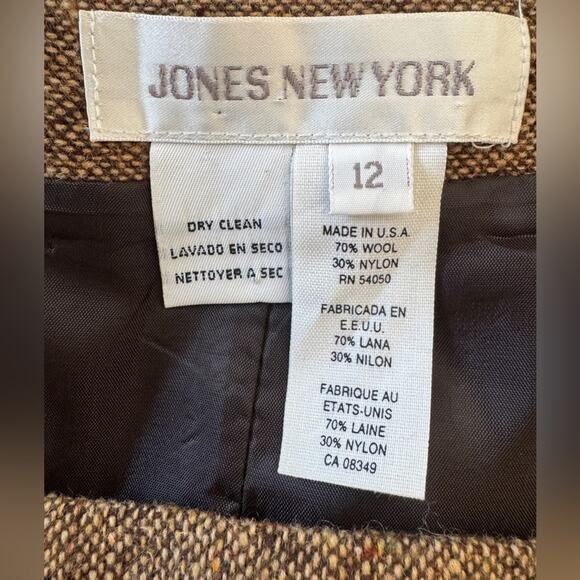 JONES NEW YORK
12
DRY CLEAN
LAVADO EN SECO
NETTOYER A SEC
MADE IN U.S.A.
70% WOOL
30% NYLON
RN 54050
FABRICADA EN
E.E.U.U.
70% LANA
30% NILON
FABRIQUE AU
ETATS-UNIS
70% LAINE
30% NYLON
CA 08349